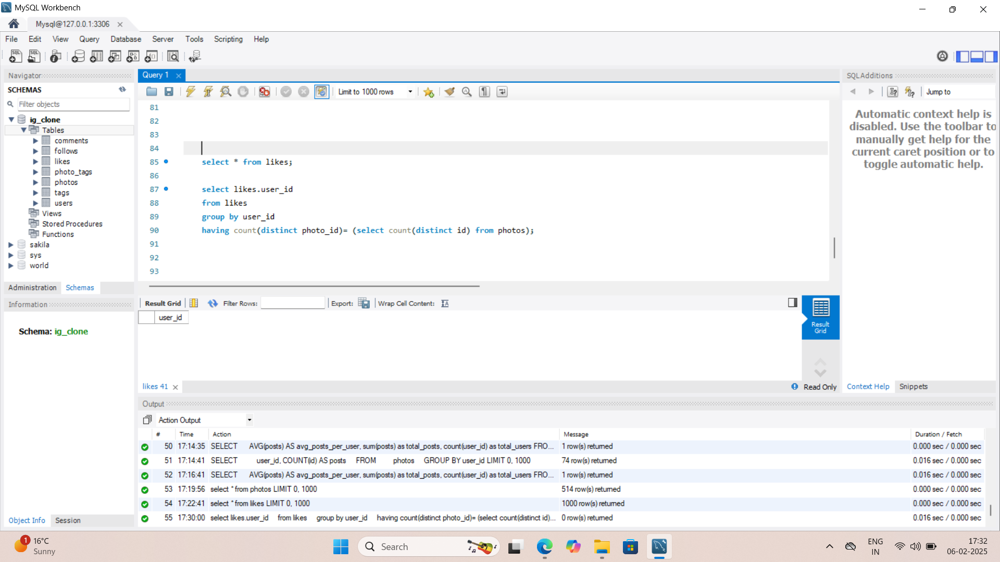 MySQL Workbench
Mysql@127.0.0.1:3306
File Edit View Query Database Server Tools Scripting Help
Navigator
SCHEMAS
Filter objects
ig_clone
Tables
comments
follows
likes
photo_tags
photos
tags
users
Views
Stored Procedures
Functions
sakila
sys
world
Administration Schemas
Information
Schema: ig_clone
Object Info Session
Query 1
Limit to 1000 rows
81
82
83
84
85 select * from likes;
86
87 select likes.user_id
88 from likes
89 group by user_id
90 having count(distinct photo_id)= (select count(distinct id) from photos);
91
92
93
Result Grid Filter Rows: Export: Wrap Cell Content:
user_id
Result
Grid
likes 41
Read Only
SQLAdditions
Jump to
Automatic context help is
disabled. Use the toolbar to
manually get help for the
current caret position or to
toggle automatic help.
Context Help Snippets
Output
Action Output
# Time Action Message Duration / Fetch
50 17:14:35 SELECT AVG(posts) AS avg_posts_per_user, sum(posts) as total_posts, count(user_id) as total_users FRO... 1 row(s) returned 0.000 sec / 0.000 sec
51 17:14:41 SELECT user_id, COUNT(id) AS posts FROM photos GROUP BY user_id LIMIT 0, 1000 74 row(s) returned 0.016 sec / 0.000 sec
52 17:16:41 SELECT AVG(posts) AS avg_posts_per_user, sum(posts) as total_posts, count(user_id) as total_users FRO... 1 row(s) returned 0.016 sec / 0.000 sec
53 17:19:56 select * from photos LIMIT 0, 1000 514 row(s) returned 0.000 sec / 0.000 sec
54 17:22:41 select * from likes LIMIT 0, 1000 1000 row(s) returned 0.000 sec / 0.000 sec
55 17:30:00 select likes.user_id from likes group by user_id having count(distinct photo_id)= (select count(distinct id)... 0 row(s) returned 0.016 sec / 0.000 sec
1
16°C
Sunny
Search
ENG
IN
17:32
06-02-2025